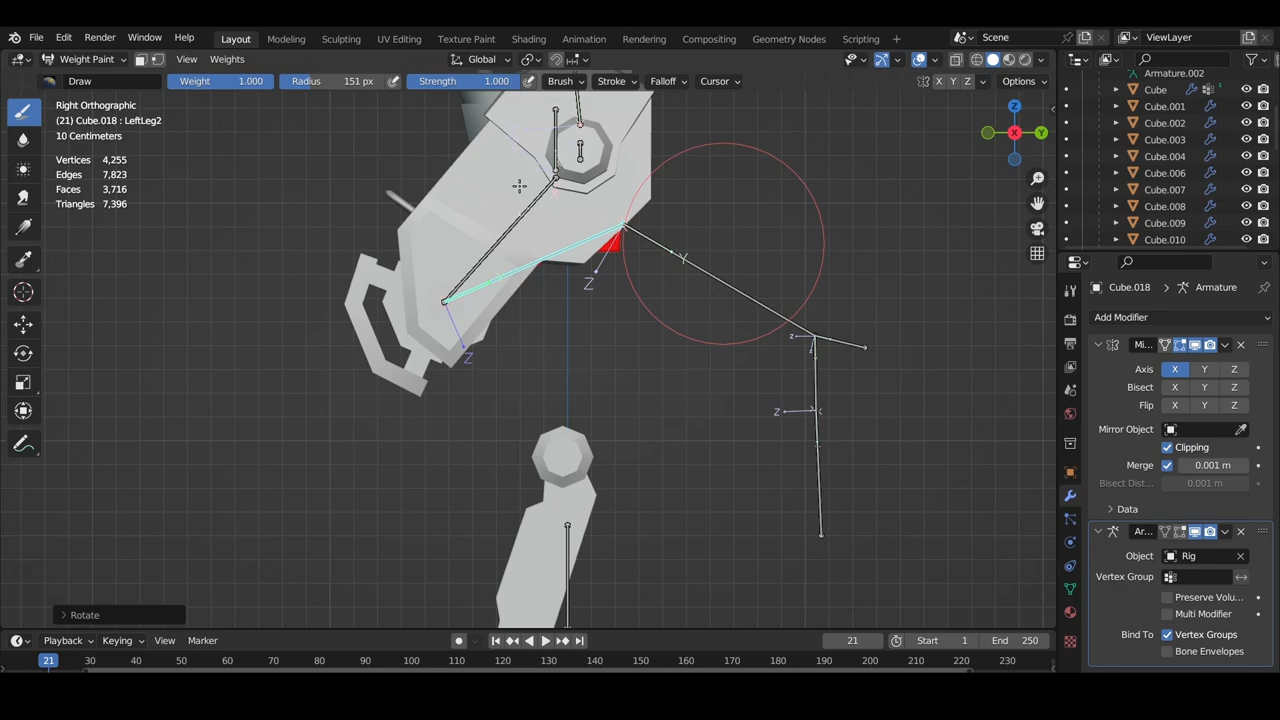 File Edit Render Window Help Layout Modeling Sculpting UV Editing Texture Paint Shading Animation Rendering Compositing Geometry Nodes Scripting + Scene ViewLayer
Weight Paint View Weights Global
Draw Weight 1.000 Radius 151 px Strength 1.000 Brush Stroke Falloff Cursor X Y Z Options
Right Orthographic
(21) Cube.018 : LeftLeg2
10 Centimeters
Vertices 4,255
Edges 7,823
Faces 3,716
Triangles 7,396
Z
Y
X
Y
Z
Z
Z
Z
Rotate
Armature.002
Cube
Cube.001
Cube.002
Cube.003
Cube.004
Cube.006
Cube.007
Cube.008
Cube.009
Cube.010
Cube.018 > Armature
Add Modifier
Mi...
Axis X Y Z
Bisect X Y Z
Flip X Y Z
Mirror Object
Clipping
Merge 0.001 m
Bisect Dist... 0.001 m
Data
Ar...
Object Rig
Vertex Group
Preserve Volu...
Multi Modifier
Bind To Vertex Groups
Bone Envelopes
Playback Keying View Marker 21 Start 1 End 250
21 30 40 50 60 70 80 90 100 110 120 130 140 150 160 170 180 190 200 210 220 230